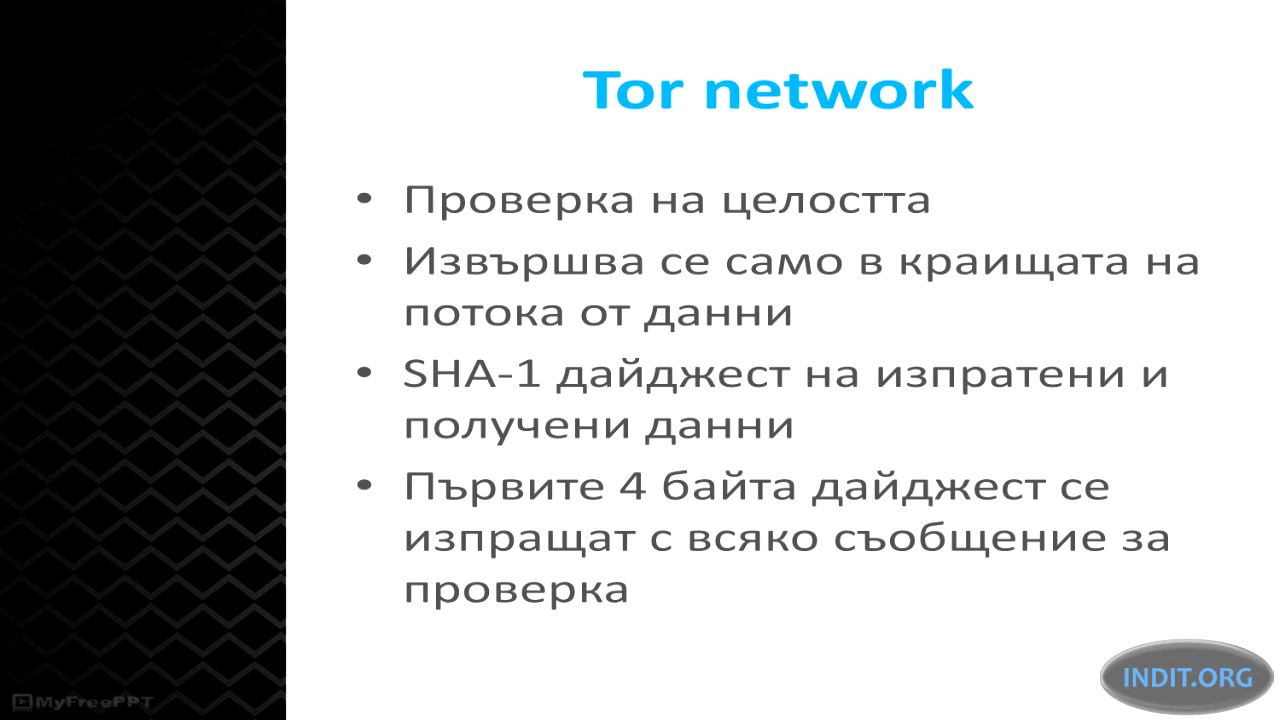 Tor network
• Проверка на целостта
• Извършва се само в краищата на
потока от данни
• SHA-1 дайджест на изпратени и
получени данни
• Първите 4 байта дайджест се
изпращат с всяко съобщение за
проверка
INDIT.ORG
MyFreePPT